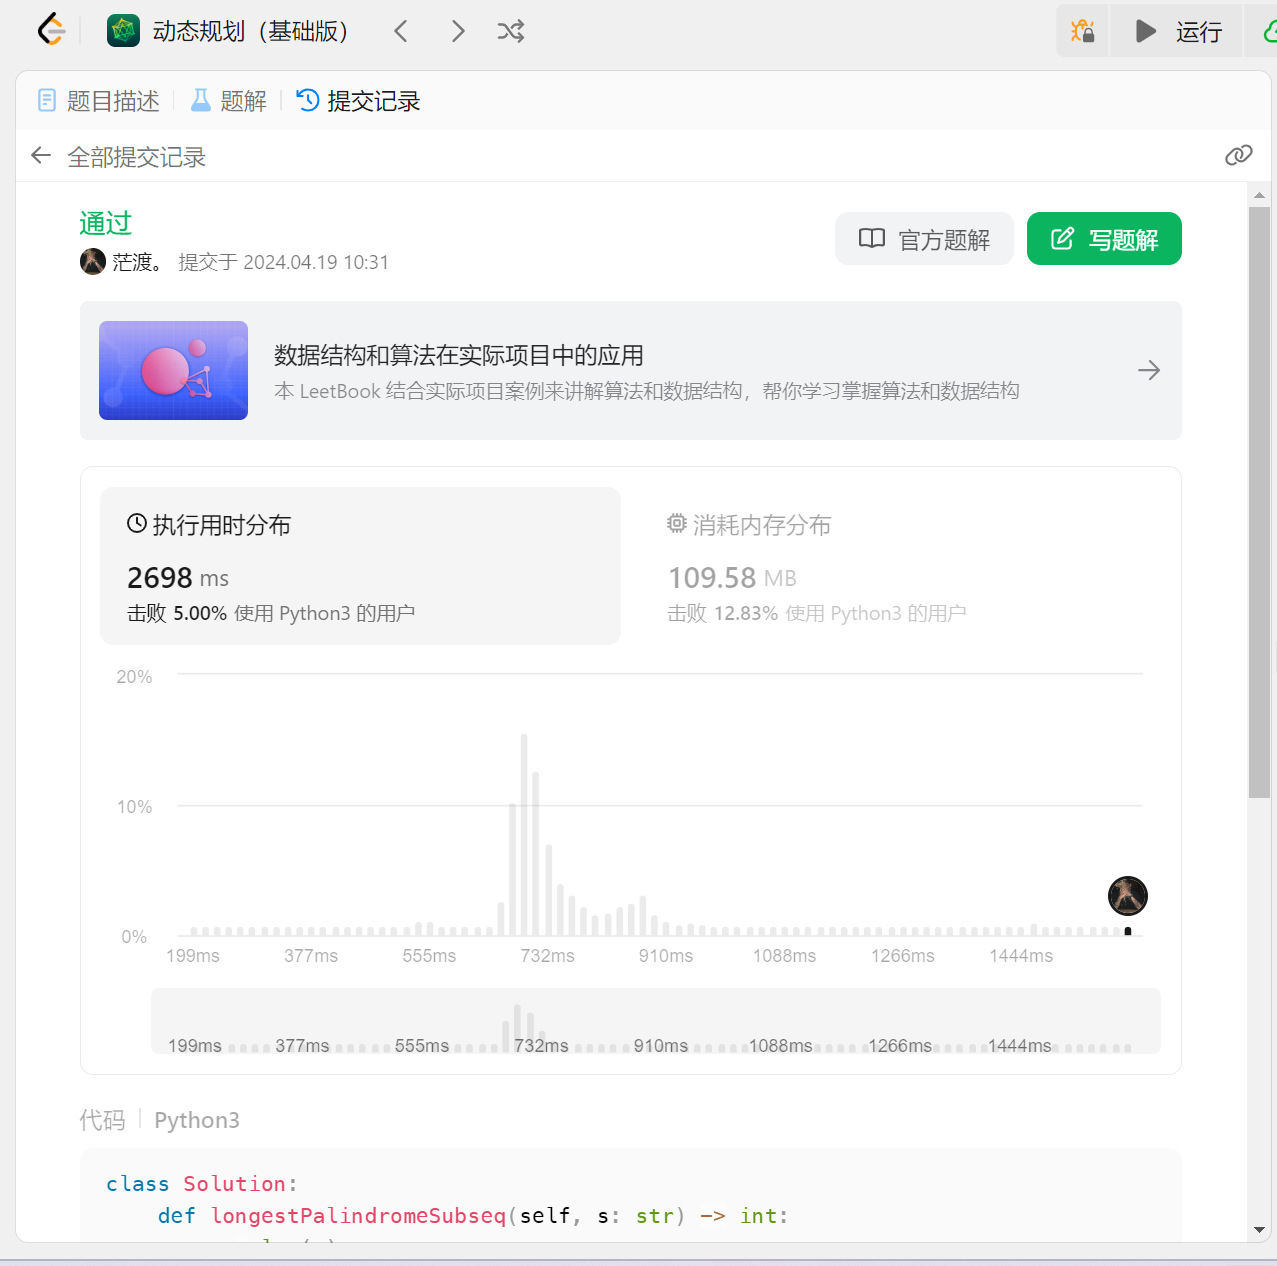 动态规划（基础版）
运行
题目描述 题解 提交记录
全部提交记录
通过
茫渡。 提交于 2024.04.19 10:31
官方题解
写题解
数据结构和算法在实际项目中的应用
本 LeetBook 结合实际项目案例来讲解算法和数据结构，帮你学习掌握算法和数据结构
执行用时分布
2698 ms
击败 5.00% 使用 Python3 的用户
消耗内存分布
109.58 MB
击败 12.83% 使用 Python3 的用户
20%
10%
0%
199ms 377ms 555ms 732ms 910ms 1088ms 1266ms 1444ms
199ms 377ms 555ms 732ms 910ms 1088ms 1266ms 1444ms
代码 Python3
class Solution:
def longestPalindromeSubseq(self, s: str) -> int: